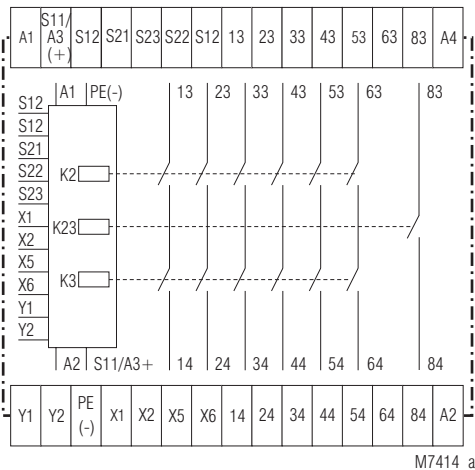 A1 S11/A3(+) S12 S21 S23 S22 S12 13 23 33 43 53 63 83 A4
A1 PE(-) 13 23 33 43 53 63 83
S12
S12
S21
S22
S23
X1
X2
X5
X6
Y1
Y2
K2
K23
K3
A2 S11/A3+ 14 24 34 44 54 64 84
Y1 Y2 PE(-) X1 X2 X5 X6 14 24 34 44 54 64 84 A2
M7414_a